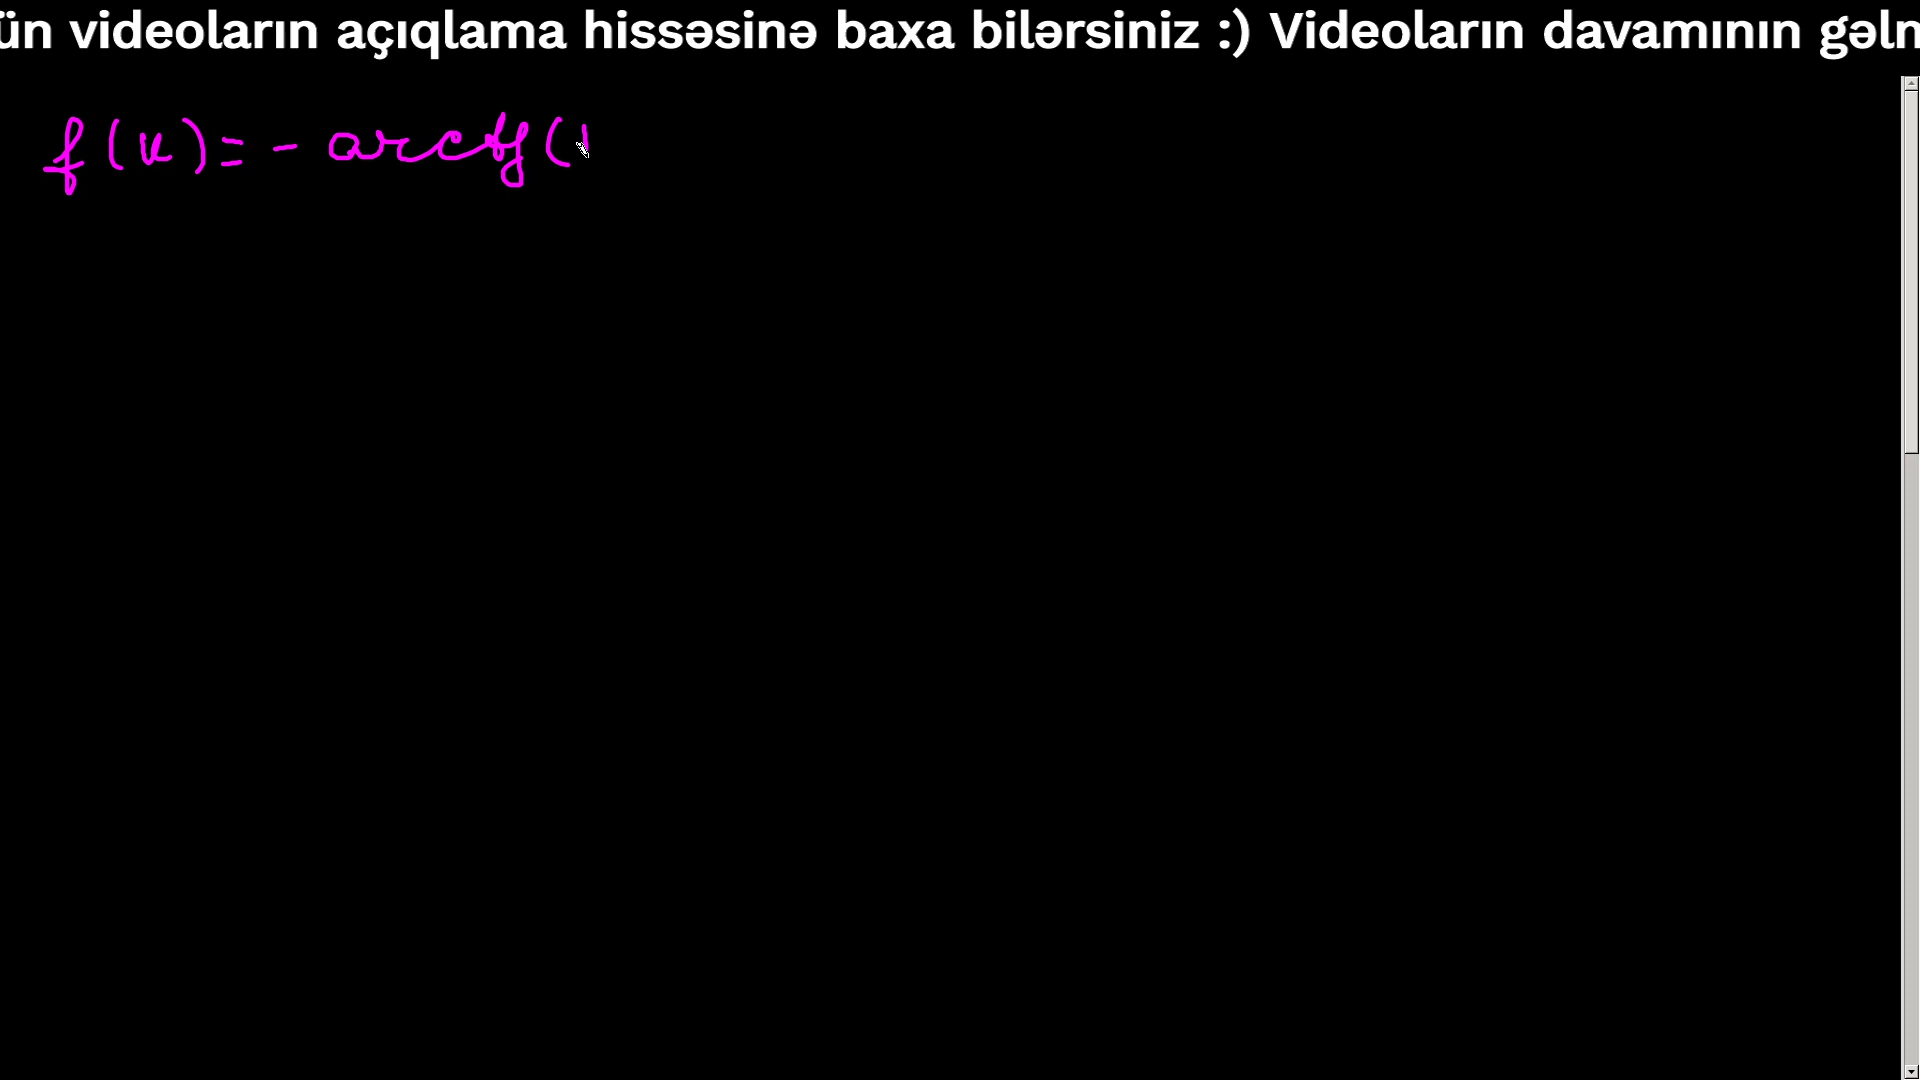 ün videoların açıqlama hissəsinə baxa bilərsiniz :) Videoların davamının gəln
f(x) = - arctg(